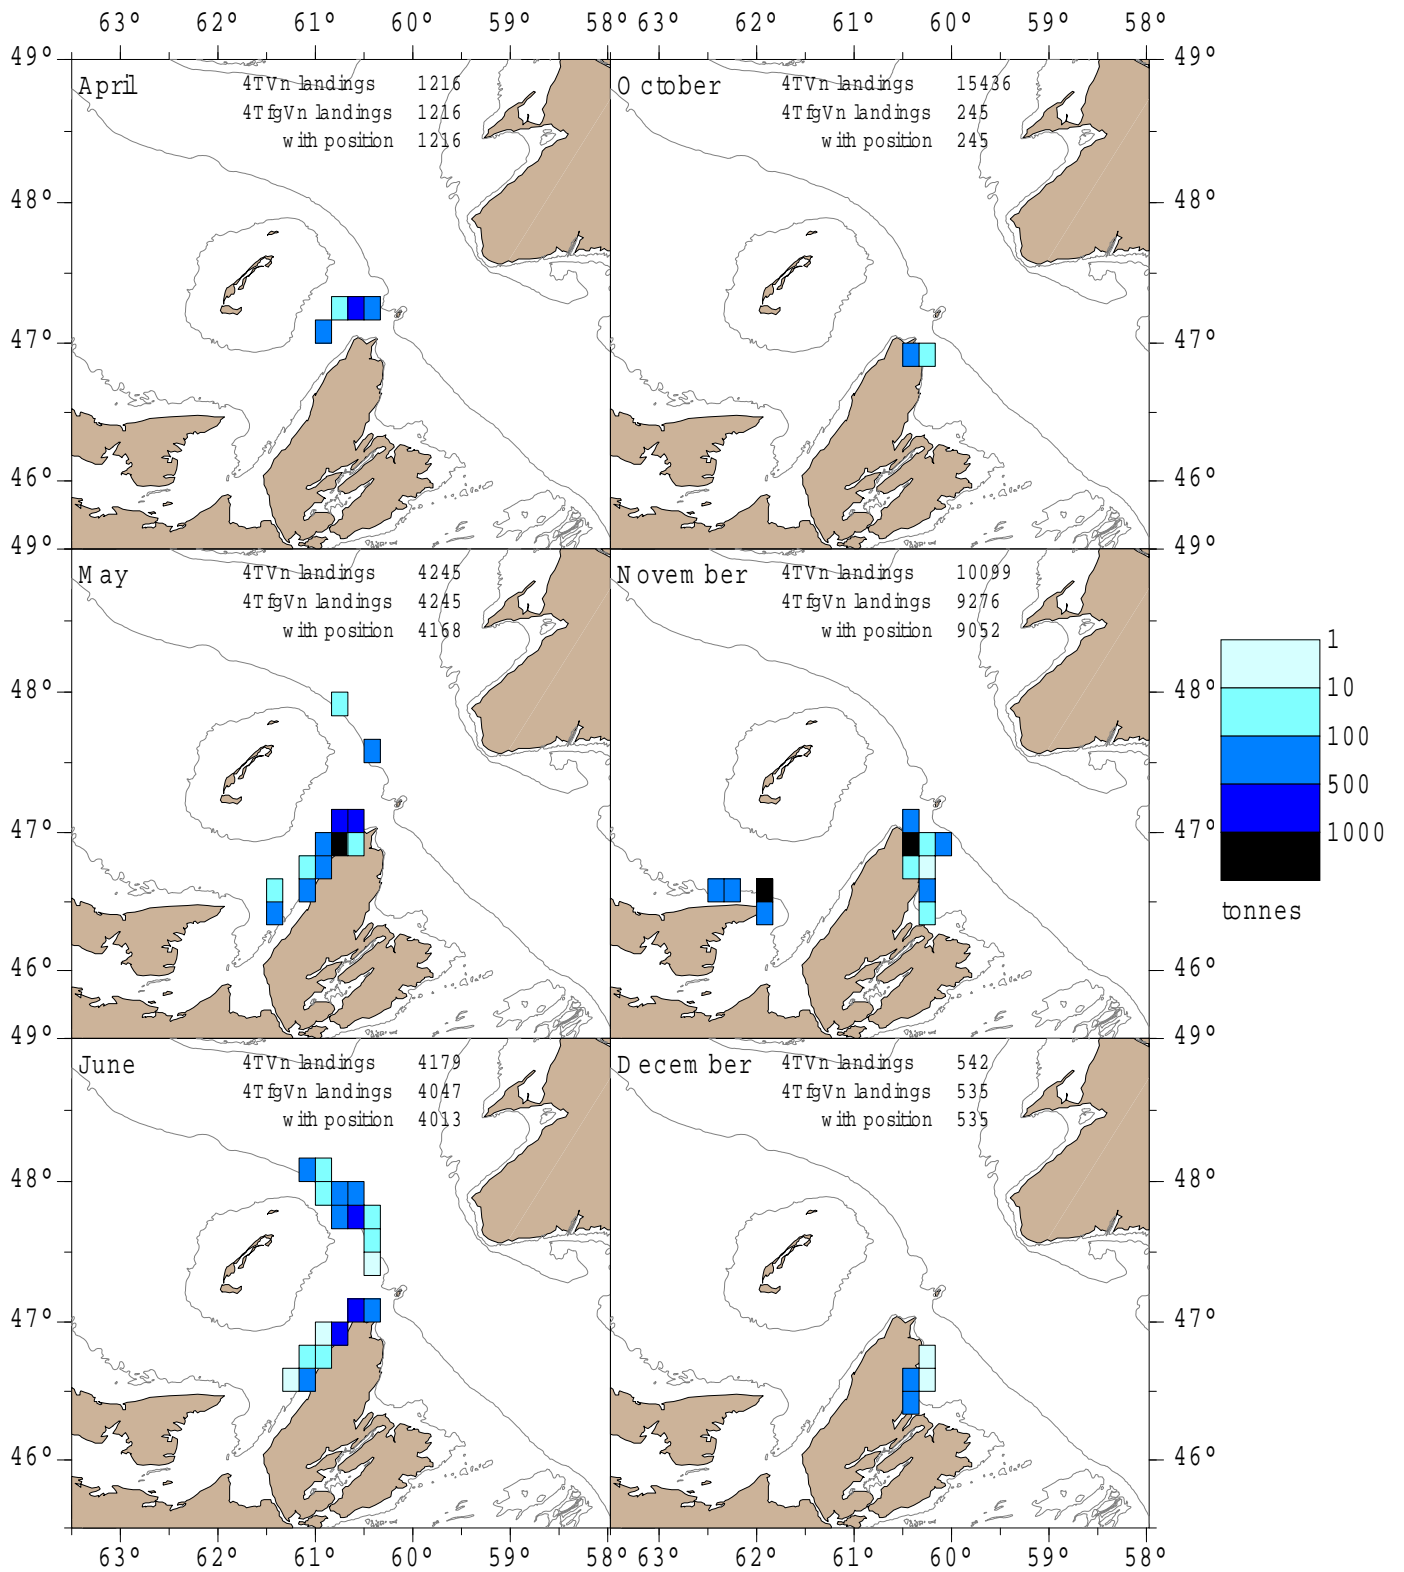 63° 62° 61° 60° 59° 58° 63° 62° 61° 60° 59° 58°
49° 49°
April
4TVn landings 1216
4TfgVn landings 1216
with position 1216
October
4TVn landings 15436
4TfgVn landings 245
with position 245
48° 48°
47° 47°
46° 46°
49° 49°
May
4TVn landings 4245
4TfgVn landings 4245
with position 4168
November
4TVn landings 10099
4TfgVn landings 9276
with position 9052
48° 48°
47° 47°
46° 46°
1
10
100
500
1000
tonnes
49° 49°
June
4TVn landings 4179
4TfgVn landings 4047
with position 4013
December
4TVn landings 542
4TfgVn landings 535
with position 535
48° 48°
47° 47°
46° 46°
63° 62° 61° 60° 59° 58° 63° 62° 61° 60° 59° 58°